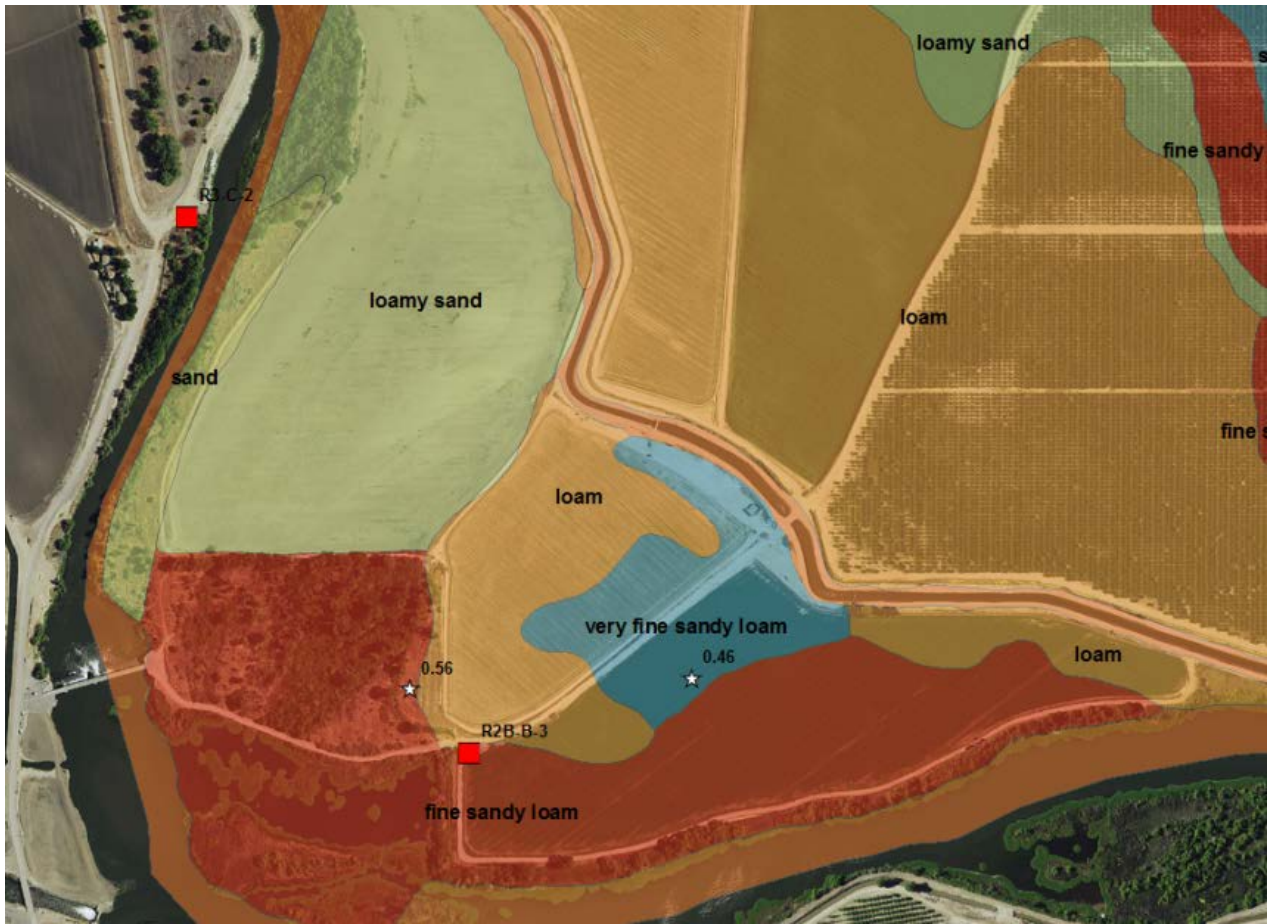 loamy sand
s
fine sandy
R3-C-2
loamy sand
loam
sand
fine s
loam
very fine sandy loam
0.56
0.46
loam
R2B-B-3
fine sandy loam